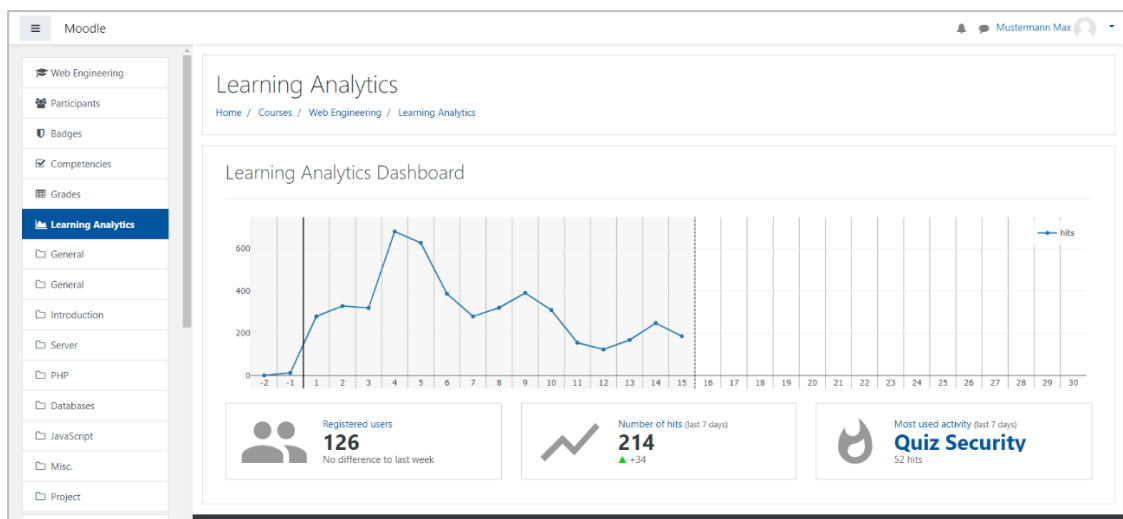 Moodle
Mustermann Max
Web Engineering
Participants
Badges
Competencies
Grades
Learning Analytics
General
General
Introduction
Server
PHP
Databases
JavaScript
Misc.
Project
Learning Analytics
Home / Courses / Web Engineering / Learning Analytics
Learning Analytics Dashboard
hits
600
400
200
0
-2 -1 1 2 3 4 5 6 7 8 9 10 11 12 13 14 15 16 17 18 19 20 21 22 23 24 25 26 27 28 29 30
Registered users
126
No difference to last week
Number of hits (last 7 days)
214
+34
Most used activity (last 7 days)
Quiz Security
52 hits